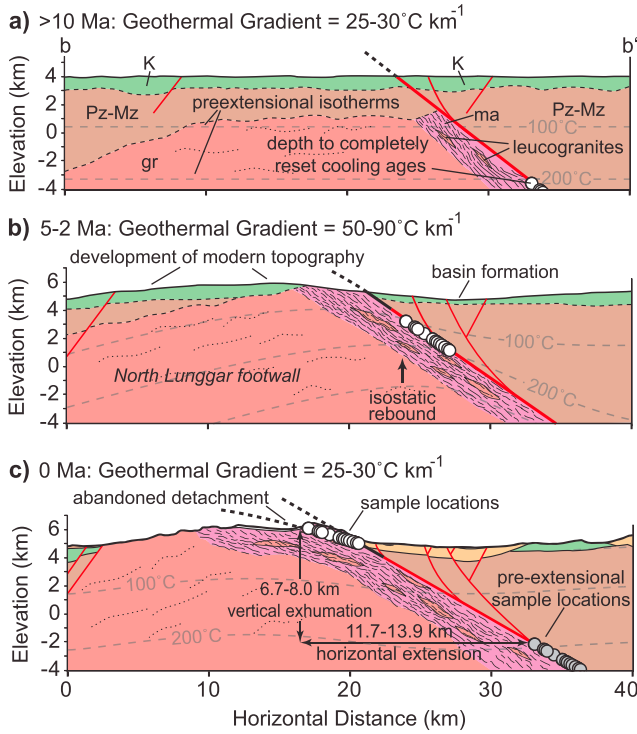 a) >10 Ma: Geothermal Gradient = 25-30˚C km-1
b
b'
K
K
4
Pz-Mz
preextensional isotherms
ma
Pz-Mz
2
100˚C
0
depth to completely
reset cooling ages
leucogranites
gr
-2
200˚C
-4
Elevation (km)
b) 5-2 Ma: Geothermal Gradient = 50-90˚C km-1
development of modern topography
basin formation
6
4
2
100˚C
0
North Lunggar footwall
200˚C
-2
isostatic
rebound
-4
Elevation (km)
c) 0 Ma: Geothermal Gradient = 25-30˚C km-1
abandoned detachment
sample locations
6
4
2
100˚C
6.7-8.0 km
vertical exhumation
pre-extensional
sample locations
0
200˚C
11.7-13.9 km
horizontal extension
-2
-4
Elevation (km)
0
10
20
30
40
Horizontal Distance (km)